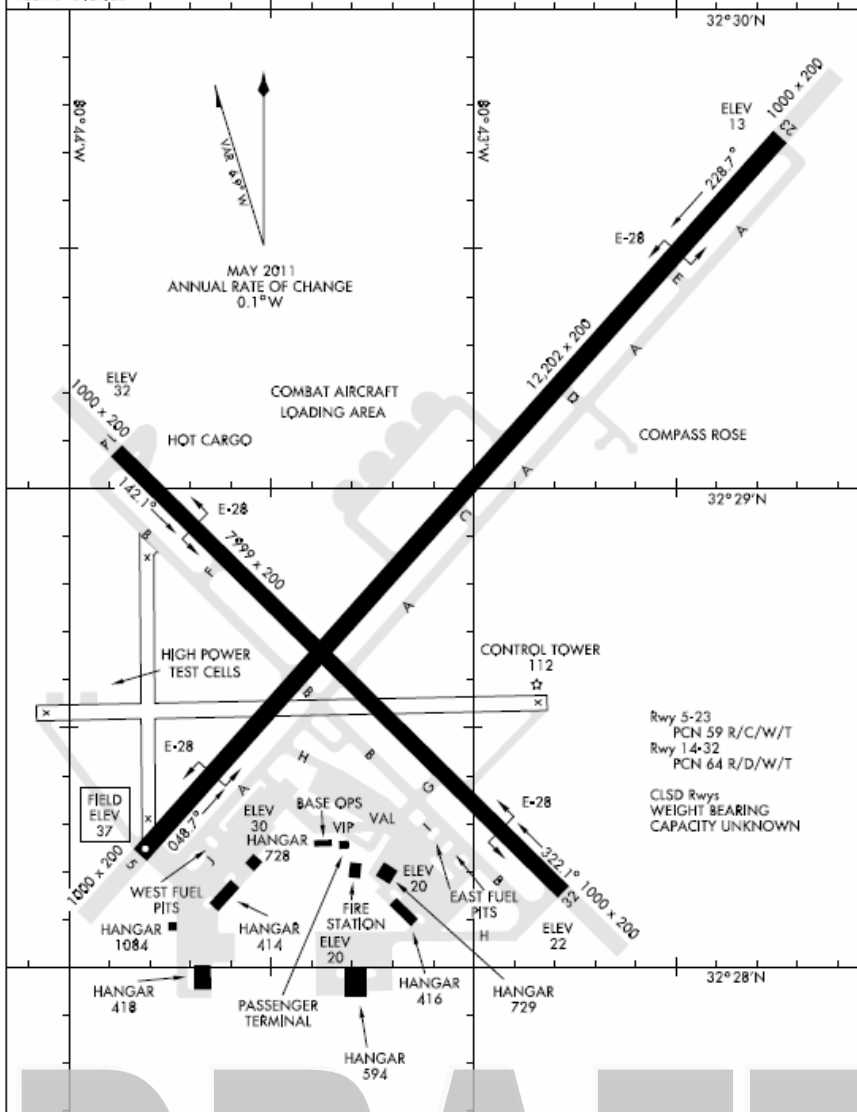 32°30'N
80°44'W
80°43'W
1000 x 200
ELEV
13
23
228.7°
VAR 4.9° W
MAY 2011
ANNUAL RATE OF CHANGE
0.1°W
E-28
A
E
12,202 x 200
A
D
ELEV
32
1000 x 200
14
HOT CARGO
COMBAT AIRCRAFT
LOADING AREA
COMPASS ROSE
A
142.1°
E-28
32°29'N
B
F
7999 x 200
C
A
HIGH POWER
TEST CELLS
CONTROL TOWER
112
x
x
x
x
B
Rwy 5-23
PCN 59 R/C/W/T
Rwy 14-32
PCN 64 R/D/W/T
CLSD Rwys
WEIGHT BEARING
CAPACITY UNKNOWN
E-28
H
B
G
A
E-28
FIELD
ELEV
37
048.7°
ELEV
30
HANGAR
728
BASE OPS
VIP
VAL
I
322.1°
1000 x 200
5
J
WEST FUEL
PITS
ELEV
20
EAST FUEL
PITS
B
32
1000 x 200
HANGAR
1084
HANGAR
414
FIRE
STATION
ELEV
20
H
ELEV
22
HANGAR
418
PASSENGER
TERMINAL
HANGAR
416
HANGAR
729
32°28'N
HANGAR
594